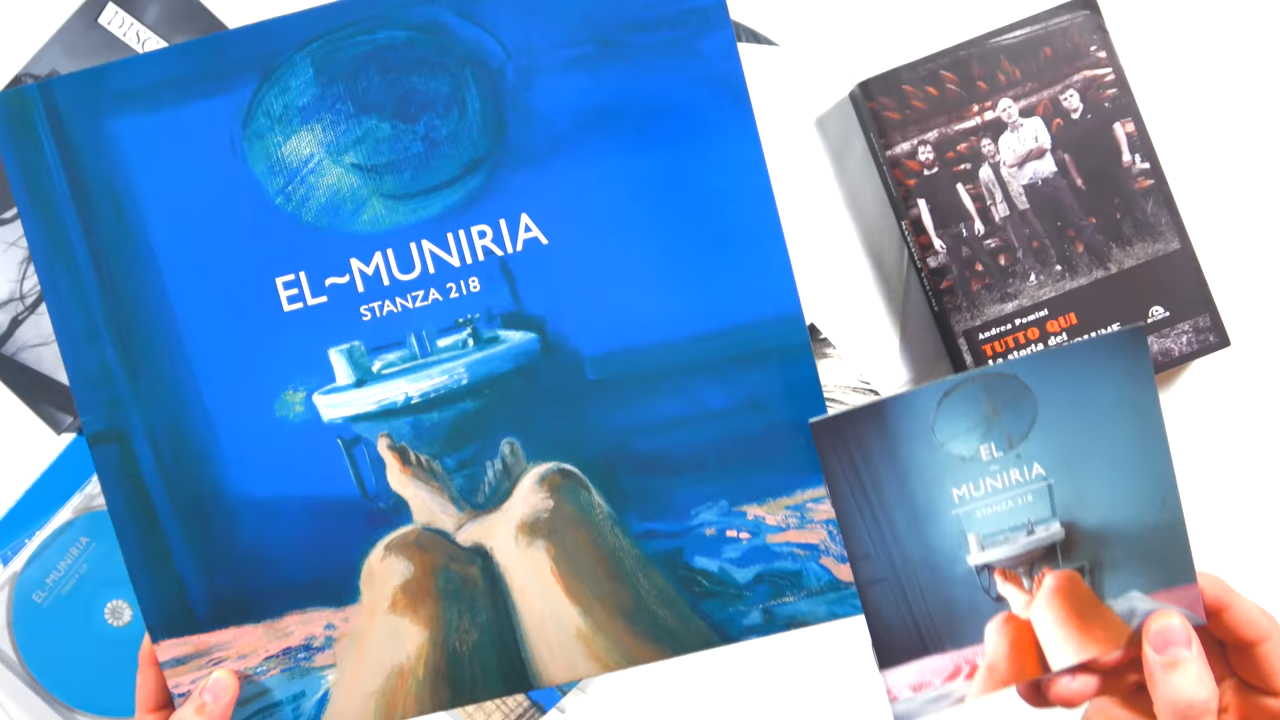 DISC
EL~MUNIRIA
STANZA 218
Andrea Pomini
TUTTO QUI
La storia dei
arcana
EL
~
MUNIRIA
STANZA 218
EL~MUNIRIA
STANZA 218